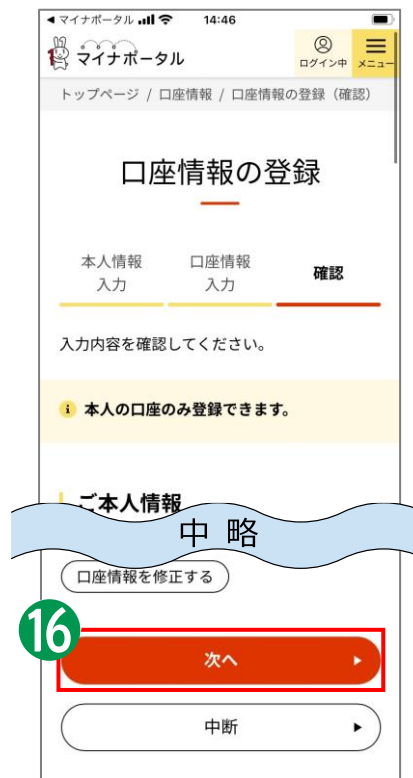 マイナポータル 14:46
マイナポータル
ログイン中 メニュー
トップページ / 口座情報 / 口座情報の登録（確認）
口座情報の登録
本人情報
入力
口座情報
入力
確認
入力内容を確認してください。
本人の口座のみ登録できます。
ご本人情報
中 略
口座情報を修正する
16
次へ
中断